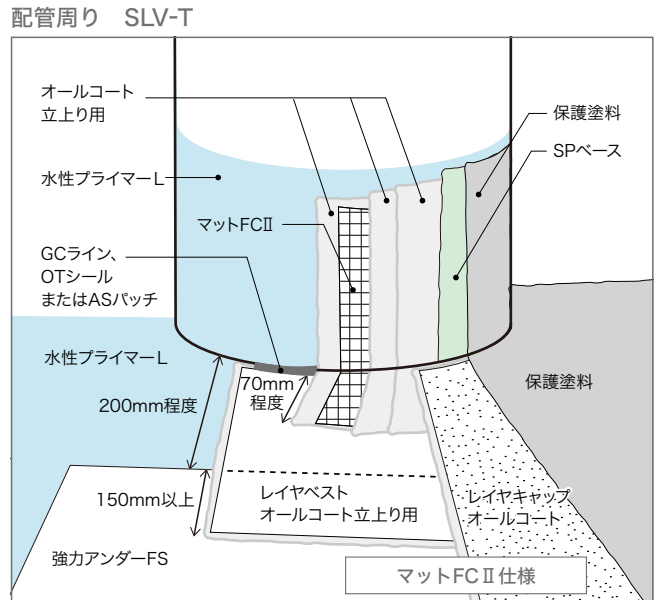 配管周り　SLV-T
オールコート
立上り用
保護塗料
SPベース
水性プライマーL
マットFCⅡ
GCライン、
OTシール
またはASパッチ
水性プライマーL
70mm
程度
保護塗料
200mm程度
150mm以上
レイヤベスト
オールコート立上り用
レイヤキャップ
オールコート
強力アンダーFS
マットFCⅡ仕様